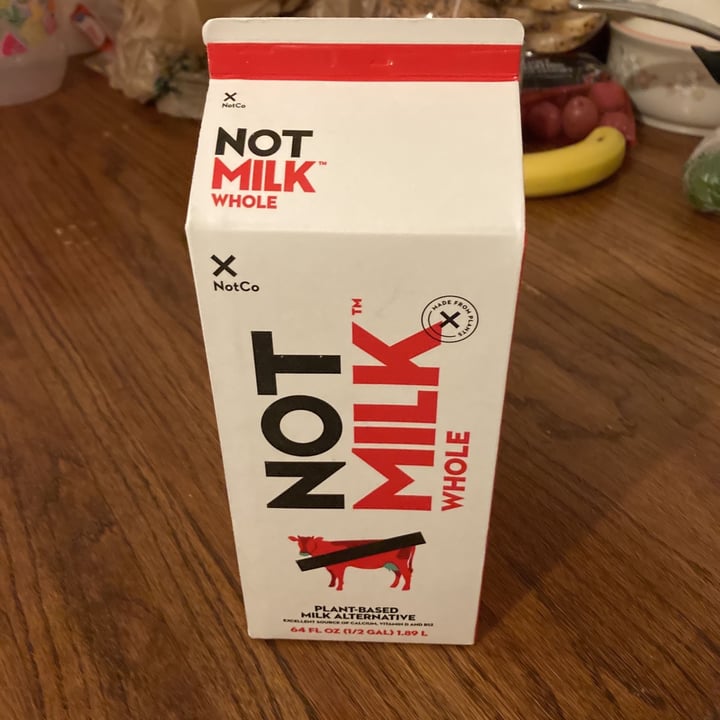 NotCo
NOT
MILK™
WHOLE
NotCo
NOT
MILK™
WHOLE
MADE FROM PLANTS
PLANT-BASED
MILK ALTERNATIVE
EXCELLENT SOURCE OF CALCIUM, VITAMIN D AND B12
64 FL OZ (1/2 GAL) 1.89 L